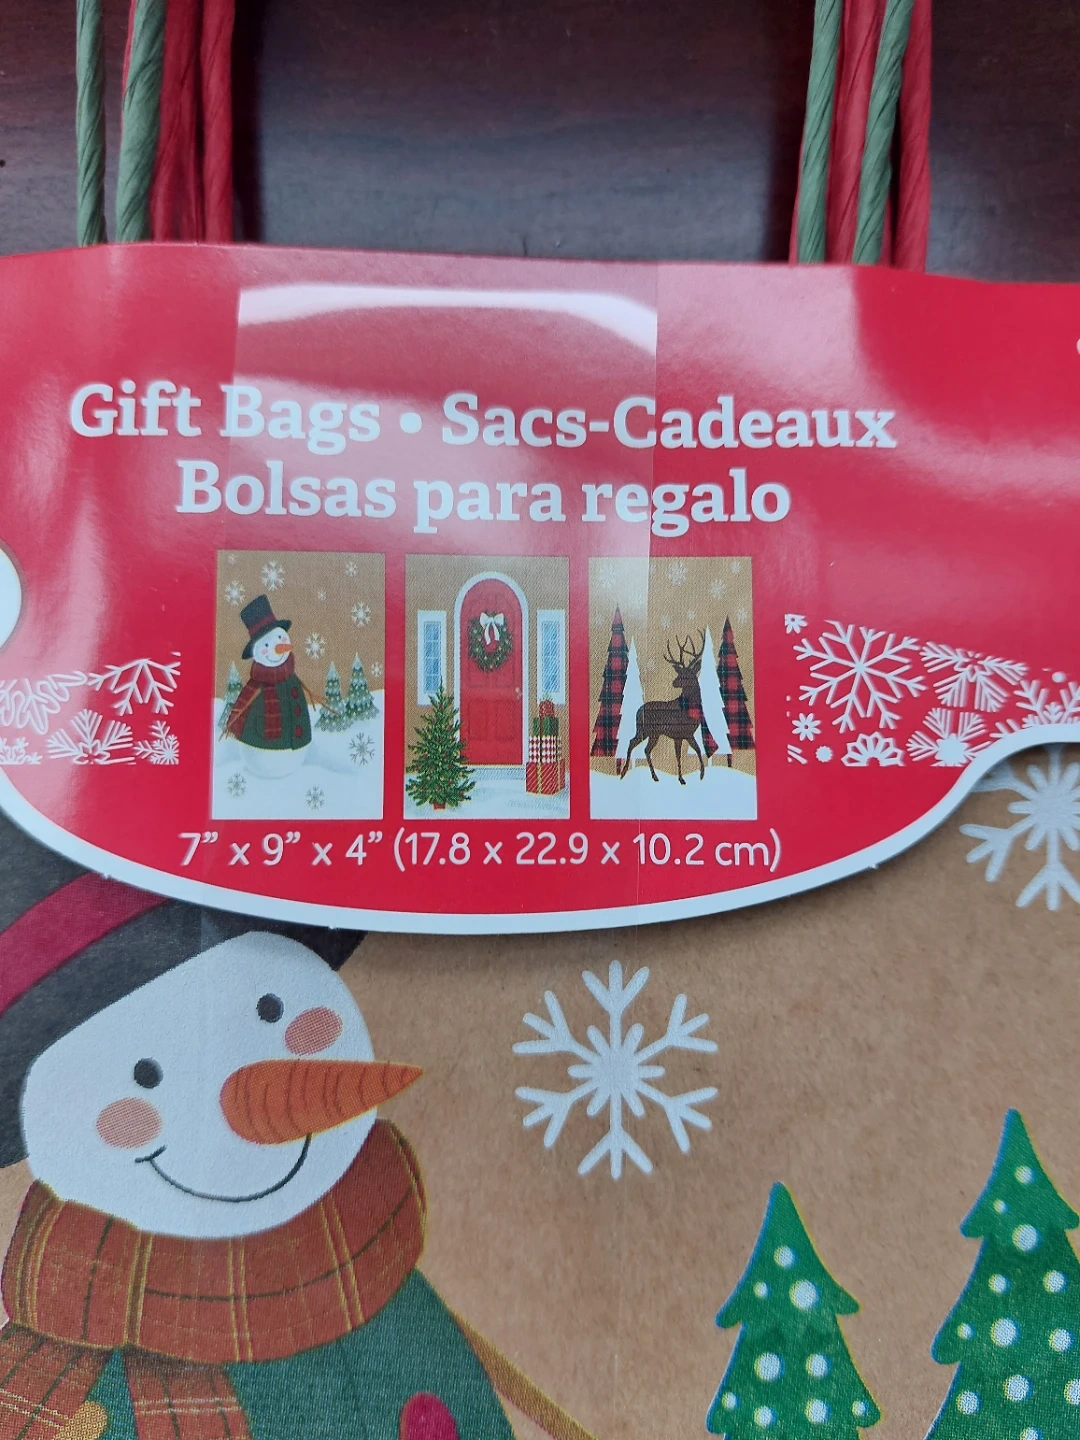 Gift Bags • Sacs-Cadeaux
Bolsas para regalo
7” x 9” x 4” (17.8 x 22.9 x 10.2 cm)